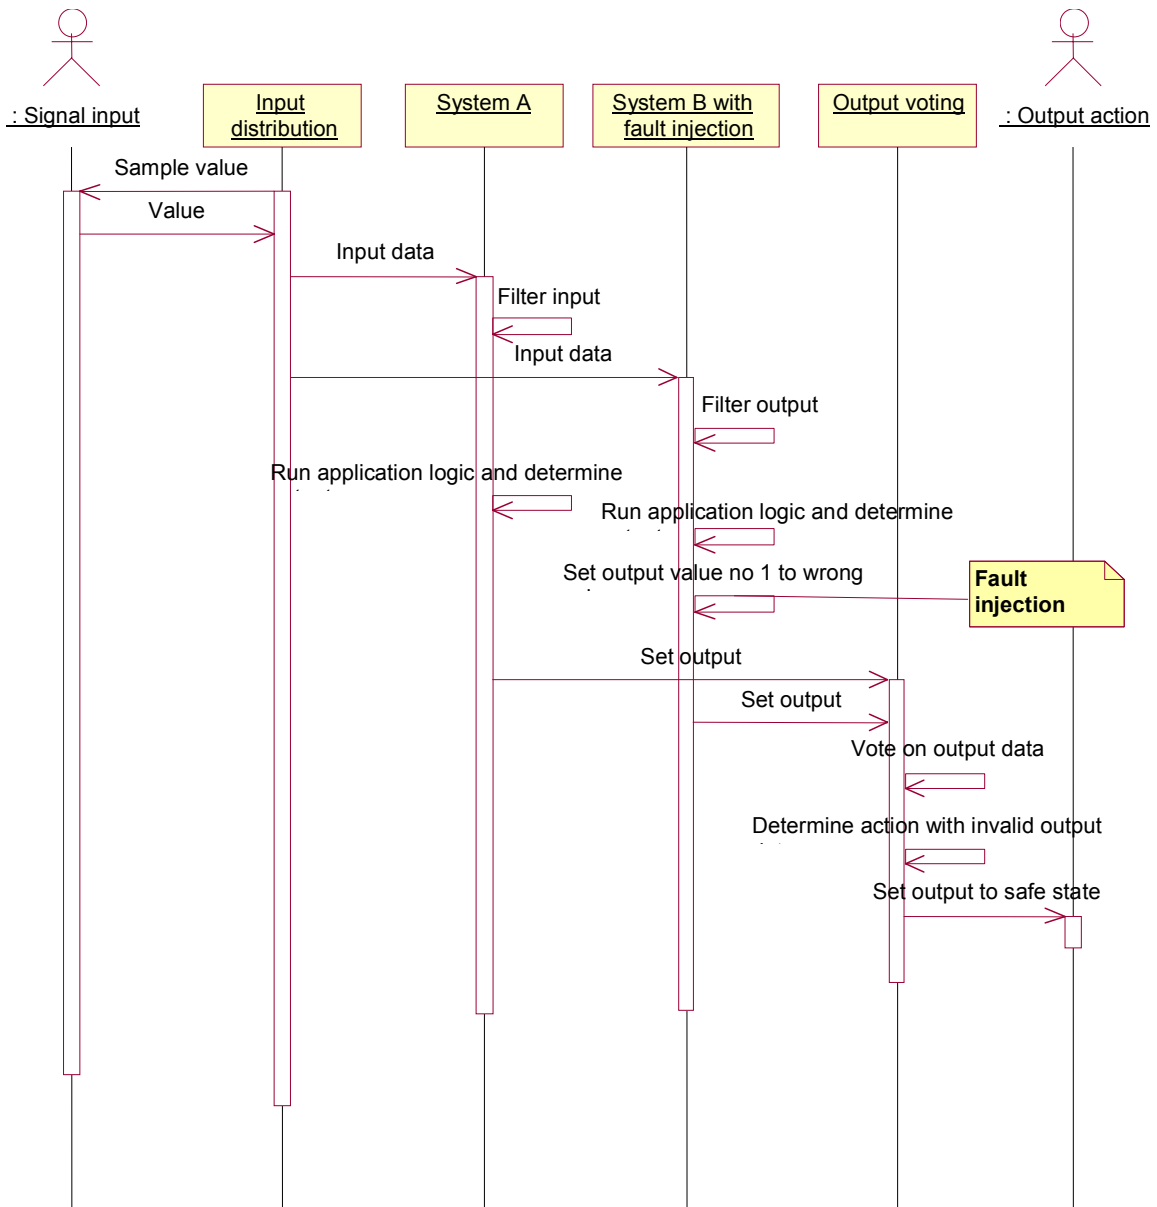 : Signal input
Input
distribution
System A
System B with
fault injection
Output voting
: Output action
Sample value
Value
Input data
Filter input
Input data
Filter output
Run application logic and determine
Run application logic and determine
Set output value no 1 to wrong
Fault
injection
Set output
Set output
Vote on output data
Determine action with invalid output
Set output to safe state